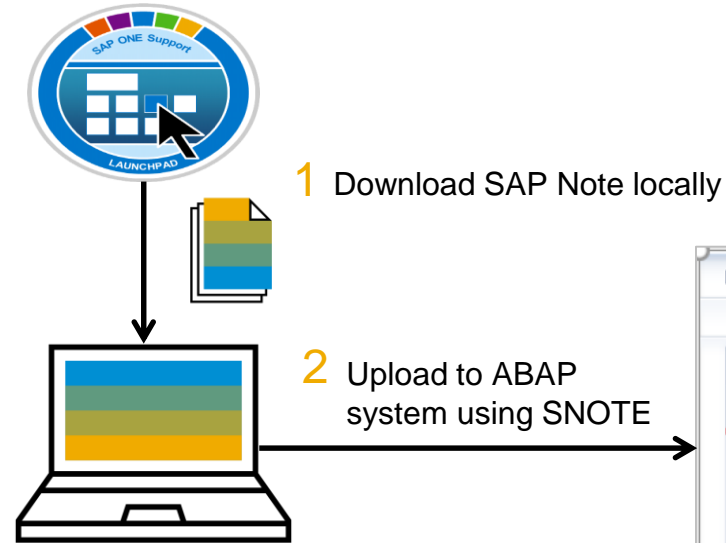 SAP ONE Support
LAUNCHPAD
1 Download SAP Note locally
2 Upload to ABAP
system using SNOTE